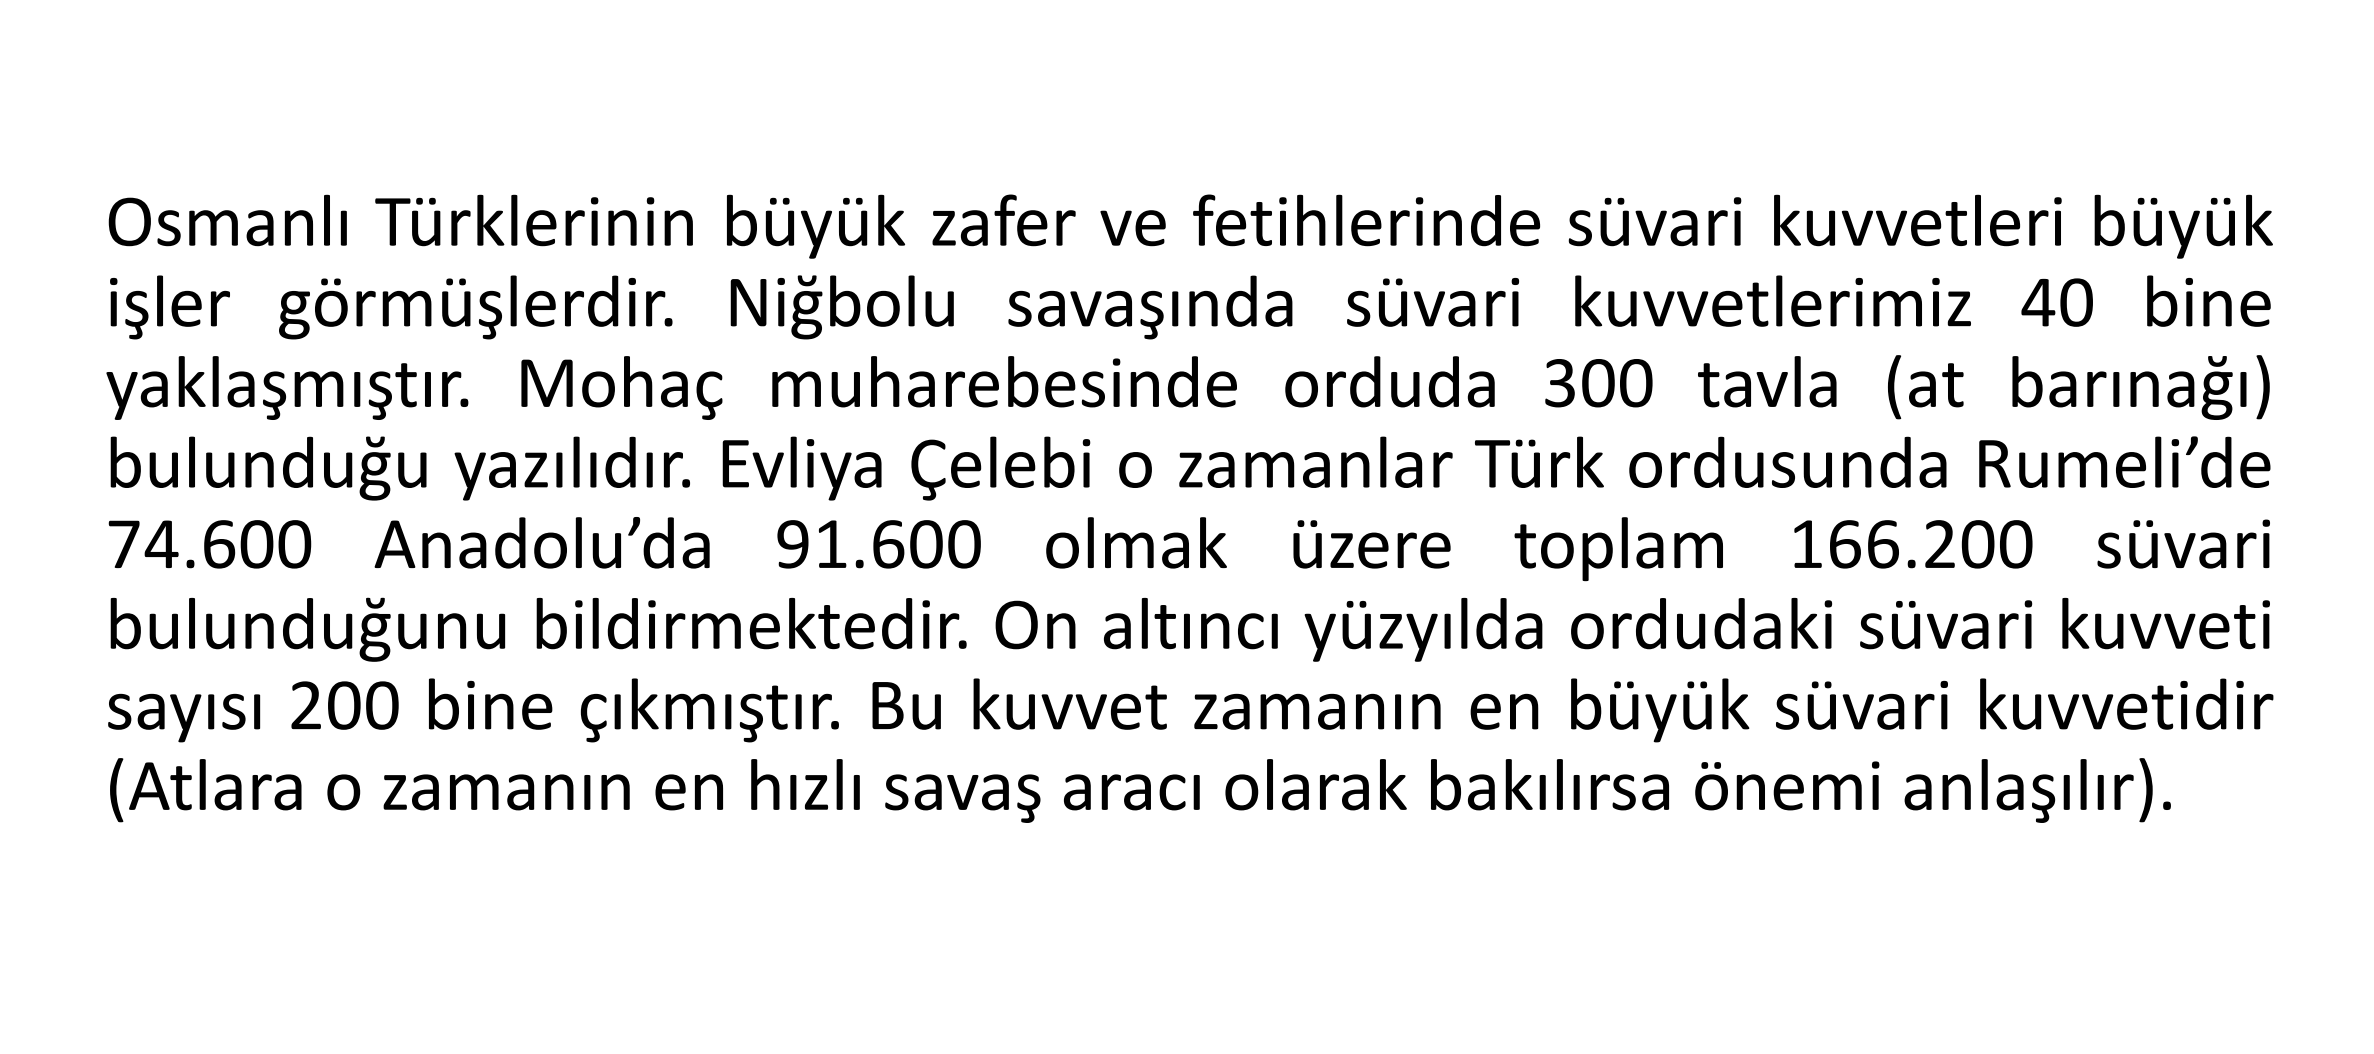 Osmanlı Türklerinin büyük zafer ve fetihlerinde süvari kuvvetleri büyük
işler görmüşlerdir. Niğbolu savaşında süvari kuvvetlerimiz 40 bine
yaklaşmıştır. Mohaç muharebesinde orduda 300 tavla (at barınağı)
bulunduğu yazılıdır. Evliya Çelebi o zamanlar Türk ordusunda Rumeli’de
74.600 Anadolu’da 91.600 olmak üzere toplam 166.200 süvari
bulunduğunu bildirmektedir. On altıncı yüzyılda ordudaki süvari kuvveti
sayısı 200 bine çıkmıştır. Bu kuvvet zamanın en büyük süvari kuvvetidir
(Atlara o zamanın en hızlı savaş aracı olarak bakılırsa önemi anlaşılır).